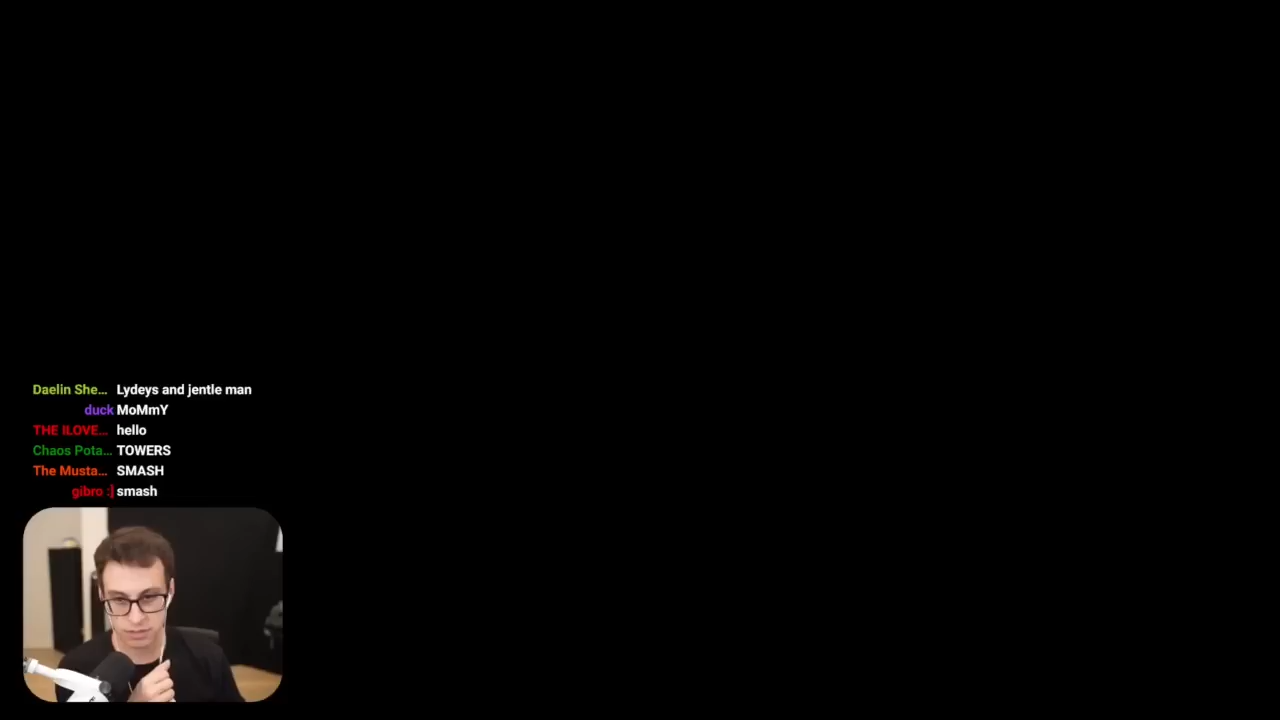 Daelin She... Lydeys and jentle man
duck MoMmY
THE ILOVE... hello
Chaos Pota... TOWERS
The Musta... SMASH
gibro :] smash